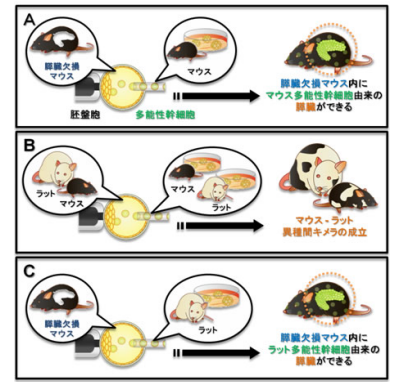 A
膵臓欠損
マウス
マウス
胚盤胞
多能性幹細胞
膵臓欠損マウス内に
マウス多能性幹細胞由来の
膵臓ができる
B
ラット
マウス
マウス
ラット
マウス - ラット
異種間キメラの成立
C
膵臓欠損
マウス
ラット
膵臓欠損マウス内に
ラット多能性幹細胞由来の
膵臓ができる